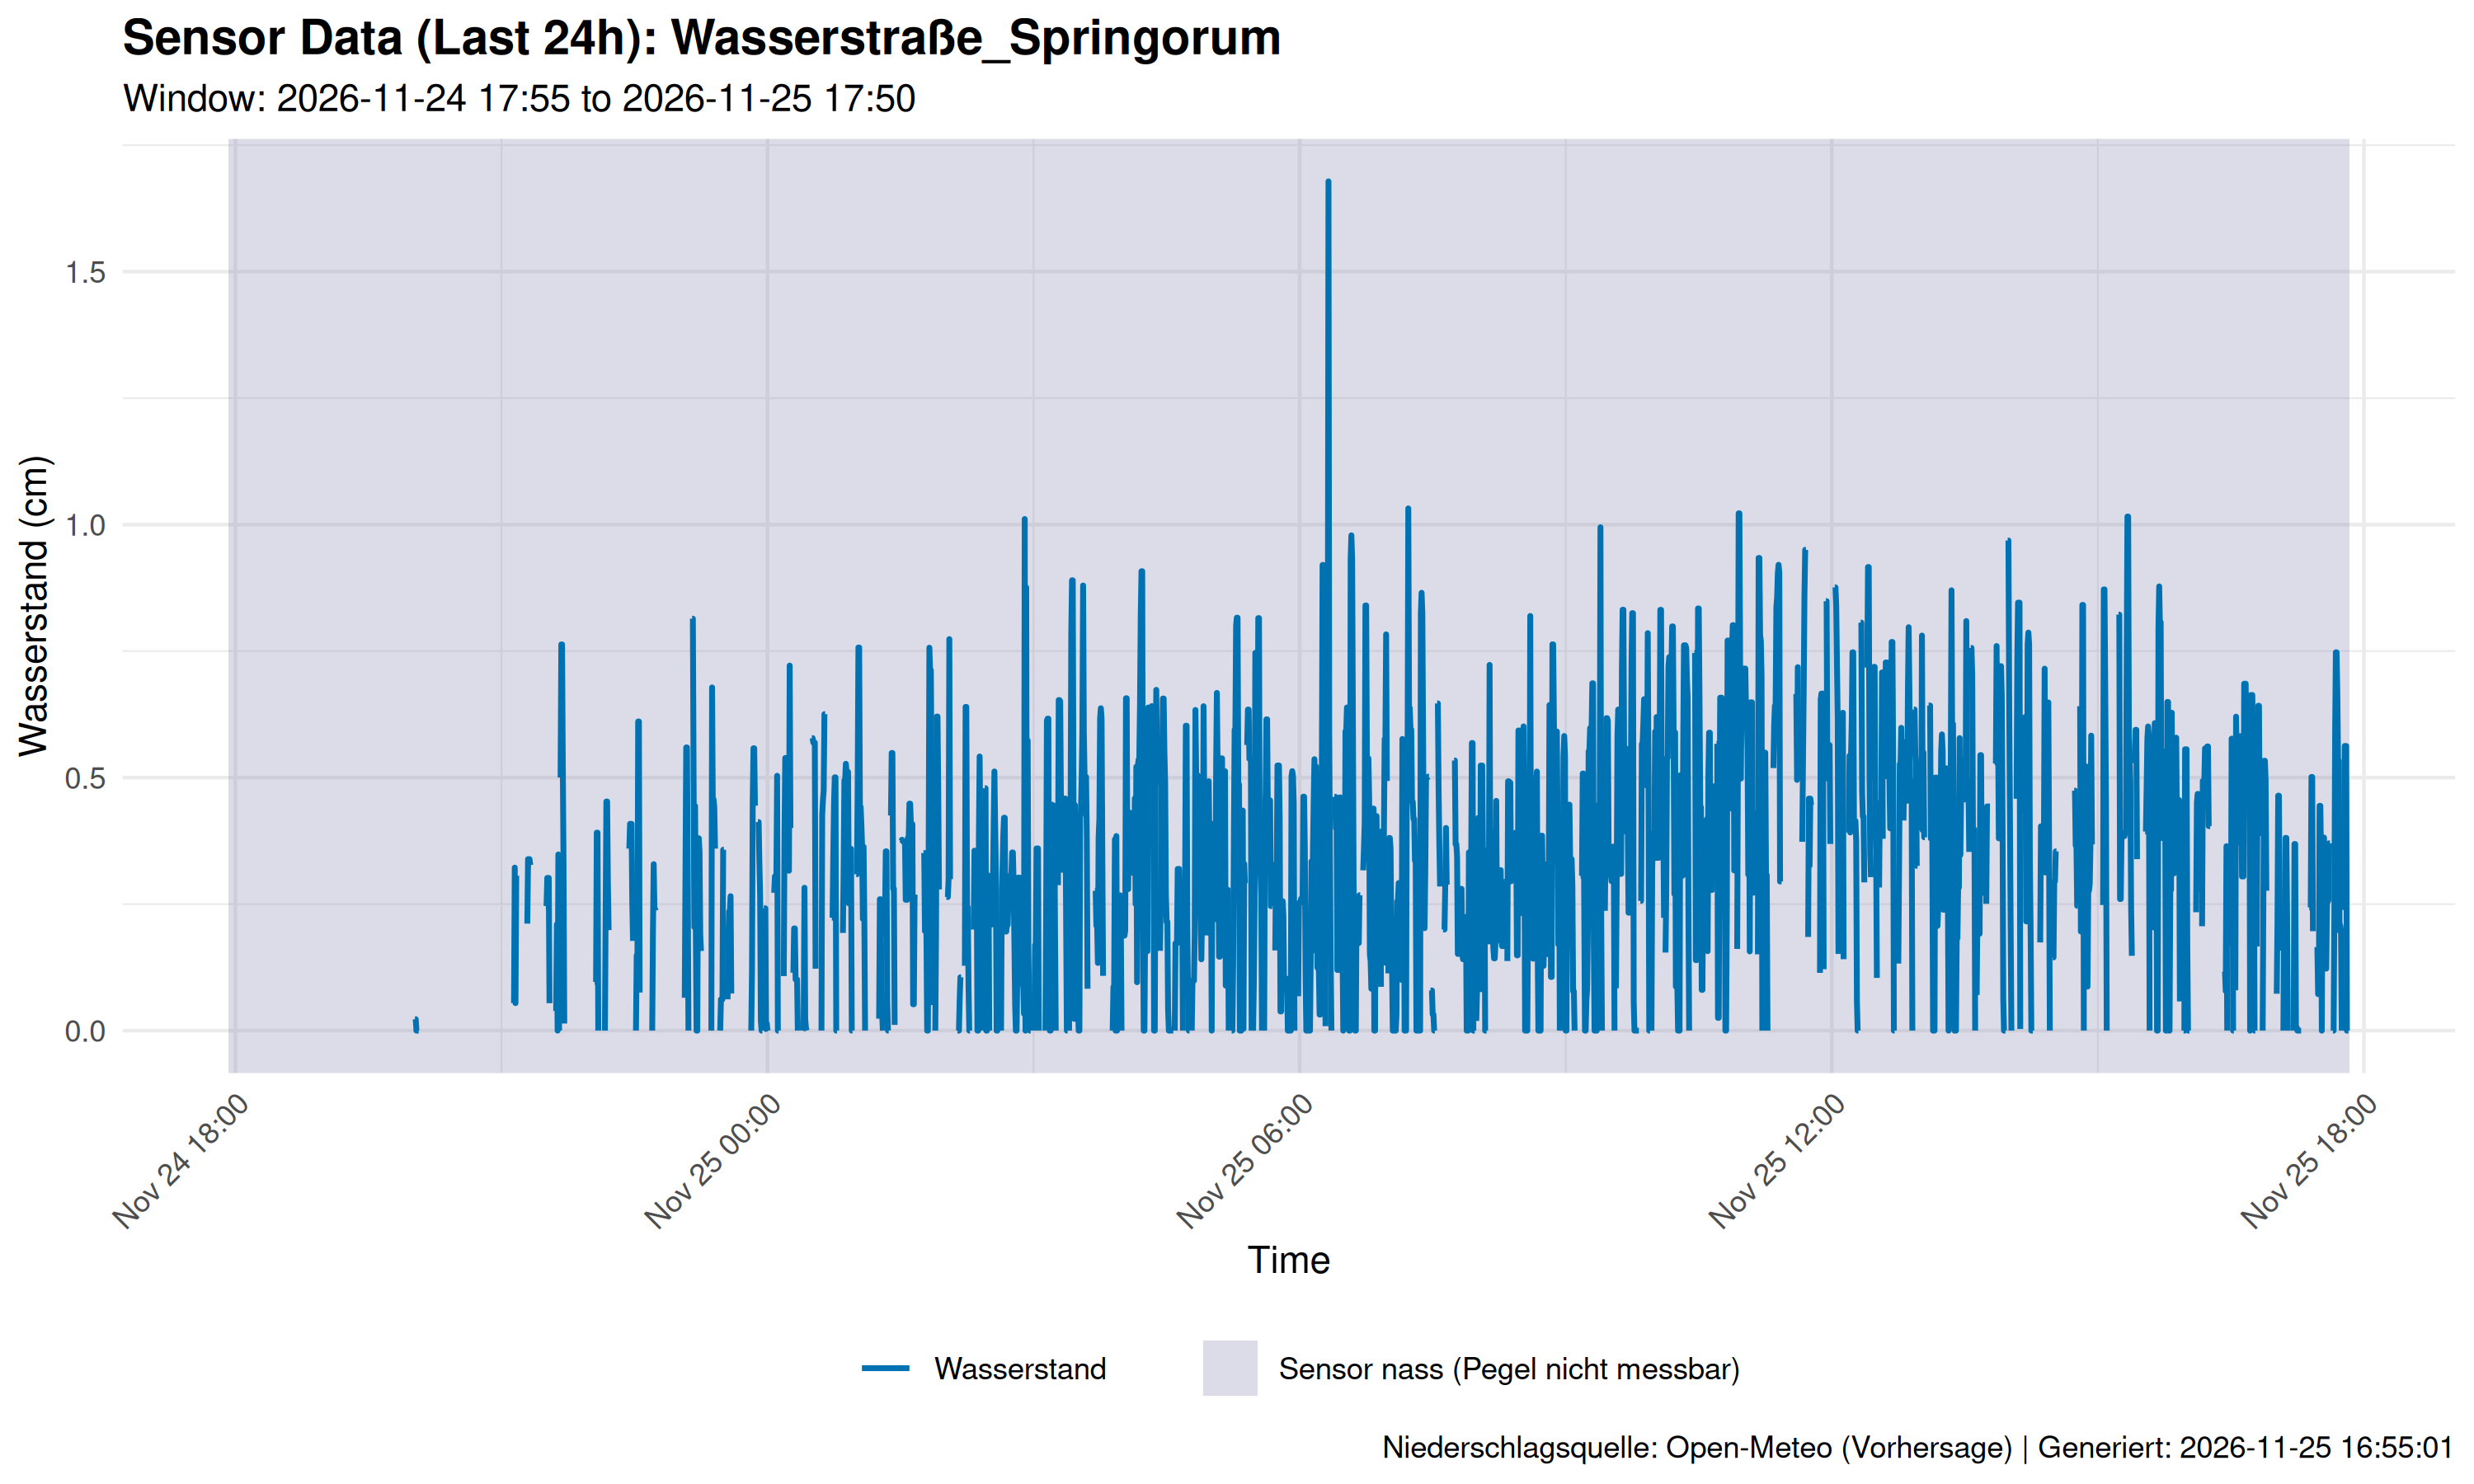 Sensor Data (Last 24h): Wasserstraße_Springorum
Window: 2026-11-24 17:55 to 2026-11-25 17:50
Wasserstand (cm)
1.5
1.0
0.5
0.0
Nov 24 18:00
Nov 25 00:00
Nov 25 06:00
Nov 25 12:00
Nov 25 18:00
Time
Wasserstand
Sensor nass (Pegel nicht messbar)
Niederschlagsquelle: Open-Meteo (Vorhersage) | Generiert: 2026-11-25 16:55:01